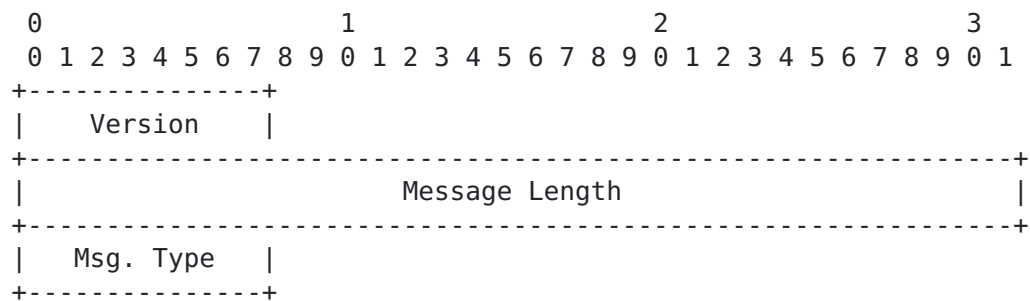 0                   1                   2                   3
0 1 2 3 4 5 6 7 8 9 0 1 2 3 4 5 6 7 8 9 0 1 2 3 4 5 6 7 8 9 0 1
+---------------+
|    Version    |
+---------------------------------------------------------------+
|                        Message Length                         |
+---------------------------------------------------------------+
|   Msg. Type   |
+---------------+